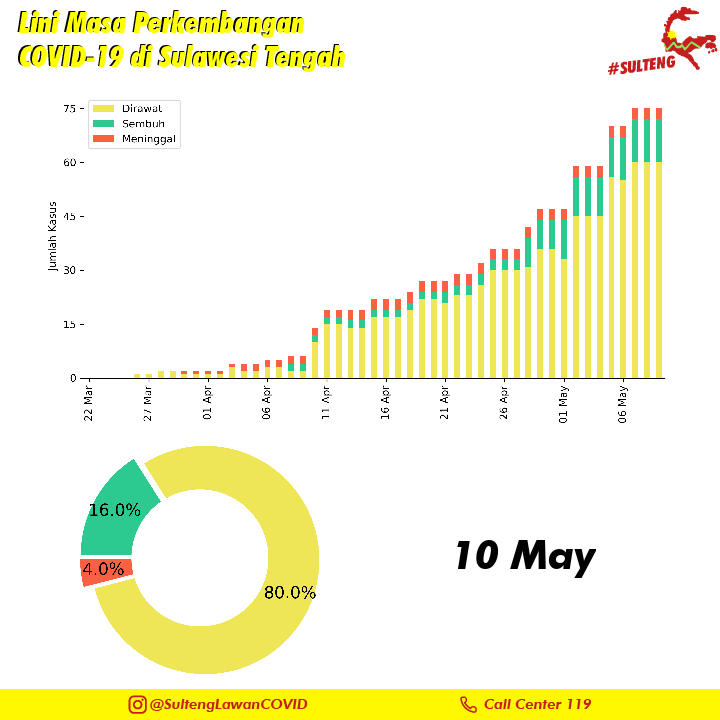 Lini Masa Perkembangan
COVID-19 di Sulawesi Tengah
#SULTENG
Dirawat
Sembuh
Meninggal
Jumlah Kasus
75
60
45
30
15
0
22 Mar
27 Mar
01 Apr
06 Apr
11 Apr
16 Apr
21 Apr
26 Apr
01 May
06 May
16.0%
4.0%
80.0%
10 May
@SultengLawanCOVID
Call Center 119